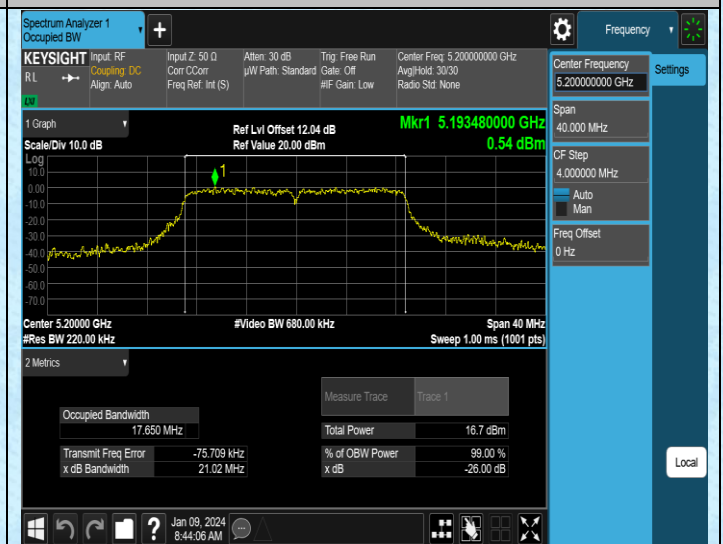 Spectrum Analyzer 1
Occupied BW
Frequency
KEYSIGHT
R L
Input: RF
Coupling: DC
Align: Auto
Input Z: 50 Ω
Corr CCorr
Freq Ref: Int (S)
Atten: 30 dB
µW Path: Standard
Trig: Free Run
Gate: Off
#IF Gain: Low
Center Freq: 5.200000000 GHz
Avg|Hold: 30/30
Radio Std: None
Center Frequency
5.200000000 GHz
Settings
Span
40.000 MHz
CF Step
4.000000 MHz
Auto
Man
Freq Offset
0 Hz
1 Graph
Scale/Div 10.0 dB
Ref Lvl Offset 12.04 dB
Ref Value 20.00 dBm
Mkr1 5.193480000 GHz
0.54 dBm
Log
10.0
0.00
-10.0
-20.0
-30.0
-40.0
-50.0
-60.0
-70.0
1
Center 5.20000 GHz
#Res BW 220.00 kHz
#Video BW 680.00 kHz
Span 40 MHz
Sweep 1.00 ms (1001 pts)
2 Metrics
Measure Trace
Trace 1
Occupied Bandwidth
17.650 MHz
Total Power
16.7 dBm
Transmit Freq Error
-75.709 kHz
% of OBW Power
99.00 %
x dB Bandwidth
21.02 MHz
x dB
-26.00 dB
Local
?
Jan 09, 2024
8:44:06 AM